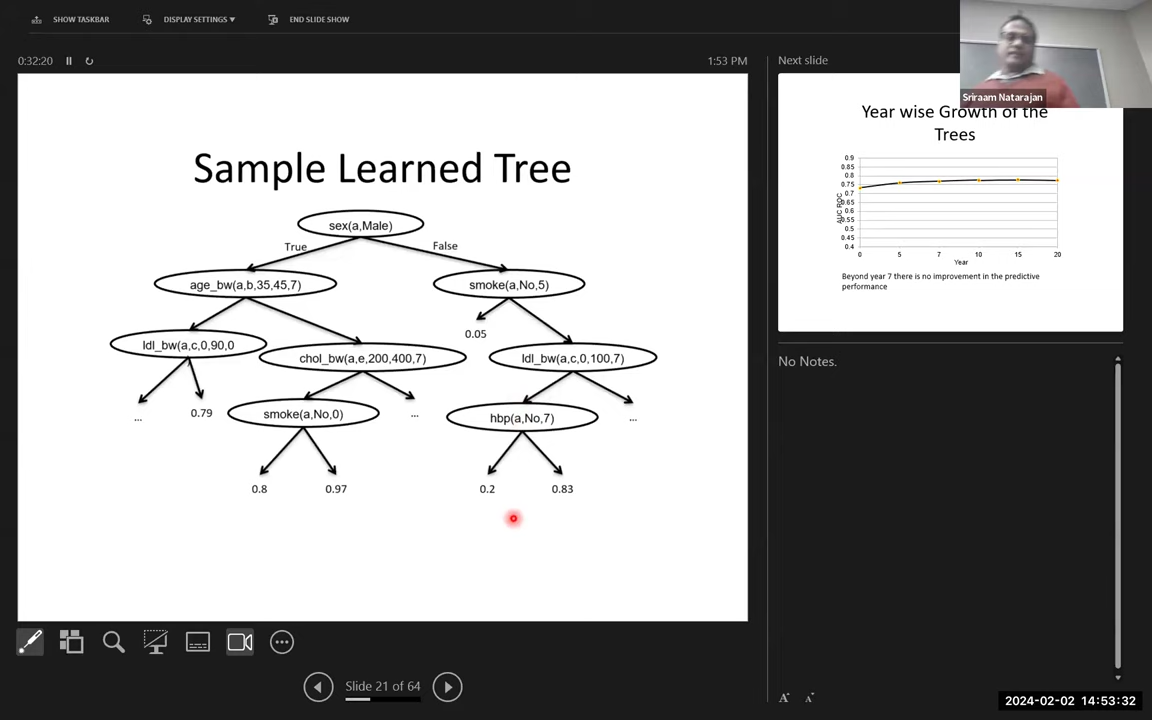 SHOW TASKBAR
DISPLAY SETTINGS ▼
END SLIDE SHOW
0:32:20
1:53 PM
Next slide
Sriraam Natarajan
Sample Learned Tree
sex(a,Male)
True
False
age_bw(a,b,35,45,7)
smoke(a,No,5)
0.05
ldl_bw(a,c,0,90,0
chol_bw(a,e,200,400,7)
ldl_bw(a,c,0,100,7)
...
0.79
smoke(a,No,0)
...
hbp(a,No,7)
...
0.8
0.97
0.2
0.83
Year wise Growth of the
Trees
AUC ROC
0.9
0.85
0.8
0.75
0.7
0.65
0.6
0.55
0.5
0.45
0.4
0 5 7 10 15 20
Year
Beyond year 7 there is no improvement in the predictive
performance
No Notes.
Slide 21 of 64
A A
2024-02-02 14:53:32